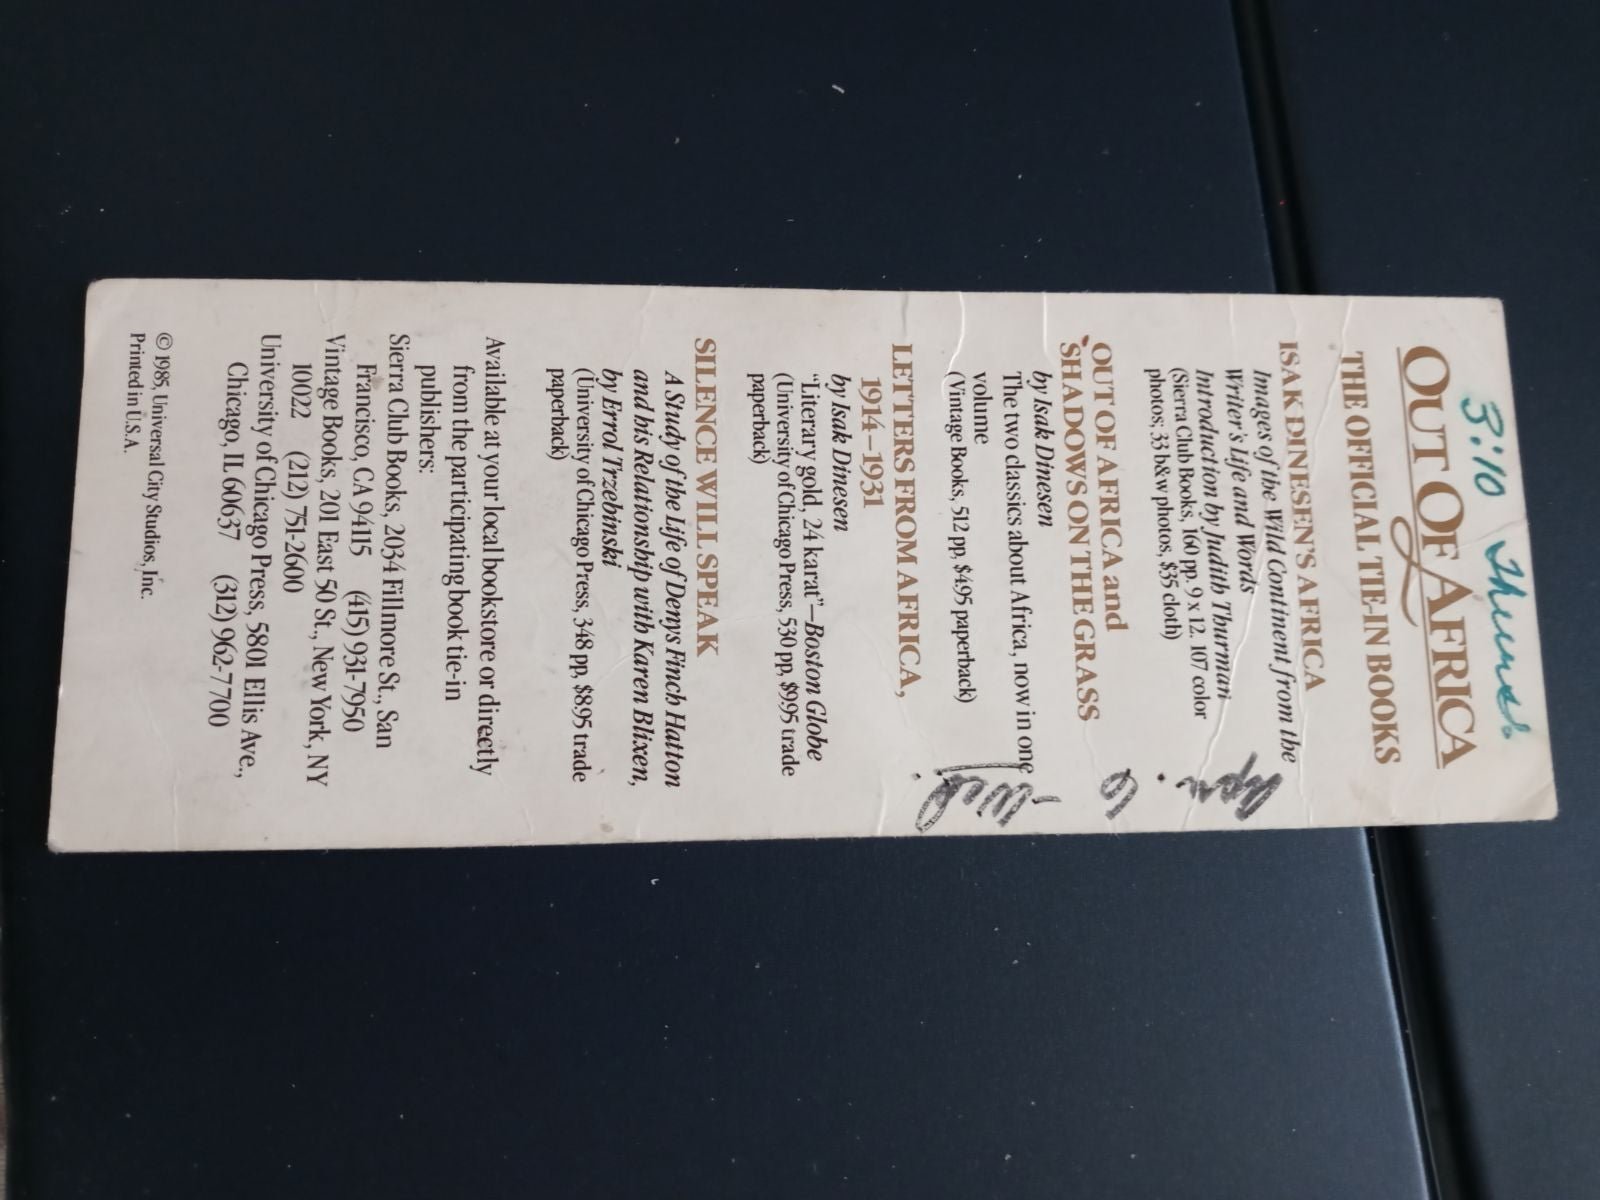 3:10 Thurs.
OUT OF AFRICA
THE OFFICIAL TIE-IN BOOKS
ISAK DINESEN'S AFRICA
Images of the Wild Continent from the
Writer's Life and Words
Introduction by Judith Thurman
(Sierra Club Books, 160 pp. 9 x 12. 107 color
photos; 33 b&w photos, $35 cloth)
OUT OF AFRICA and
SHADOWS ON THE GRASS
by Isak Dinesen
The two classics about Africa, now in one
volume
(Vintage Books, 512 pp, $4.95 paperback)
LETTERS FROM AFRICA,
1914–1931
by Isak Dinesen
"Literary gold, 24 karat"—Boston Globe
(University of Chicago Press, 530 pp, $9.95 trade
paperback)
SILENCE WILL SPEAK
A Study of the Life of Denys Finch Hatton
and his Relationship with Karen Blixen,
by Errol Trzebinski
(University of Chicago Press, 348 pp, $8.95 trade
paperback)
Available at your local bookstore or directly
from the participating book tie-in
publishers:
Sierra Club Books, 2034 Fillmore St., San
Francisco, CA 94115 (415) 931-7950
Vintage Books, 201 East 50 St., New York, NY
10022 (212) 751-2600
University of Chicago Press, 5801 Ellis Ave.,
Chicago, IL 60637 (312) 962-7700
© 1985, Universal City Studios, Inc.
Printed in U.S.A.
6
Wed